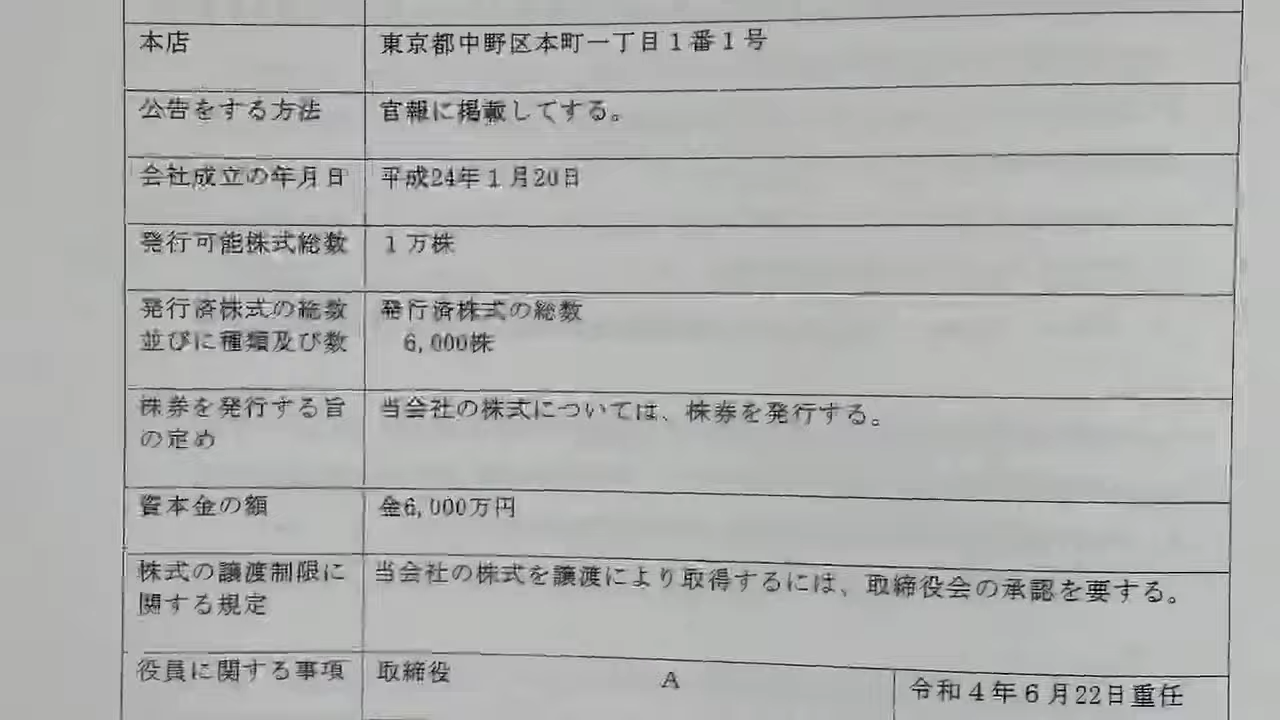 本店 東京都中野区本町一丁目1番1号
公告をする方法 官報に掲載してする。
会社成立の年月日 平成24年1月20日
発行可能株式総数 1万株
発行済株式の総数 発行済株式の総数
並びに種類及び数 6,000株
株券を発行する旨 当会社の株式については、株券を発行する。
の定め
資本金の額 金6,000万円
株式の譲渡制限に 当会社の株式を譲渡により取得するには、取締役会の承認を要する。
関する規定
役員に関する事項 取締役 A 令和4年6月22日重任